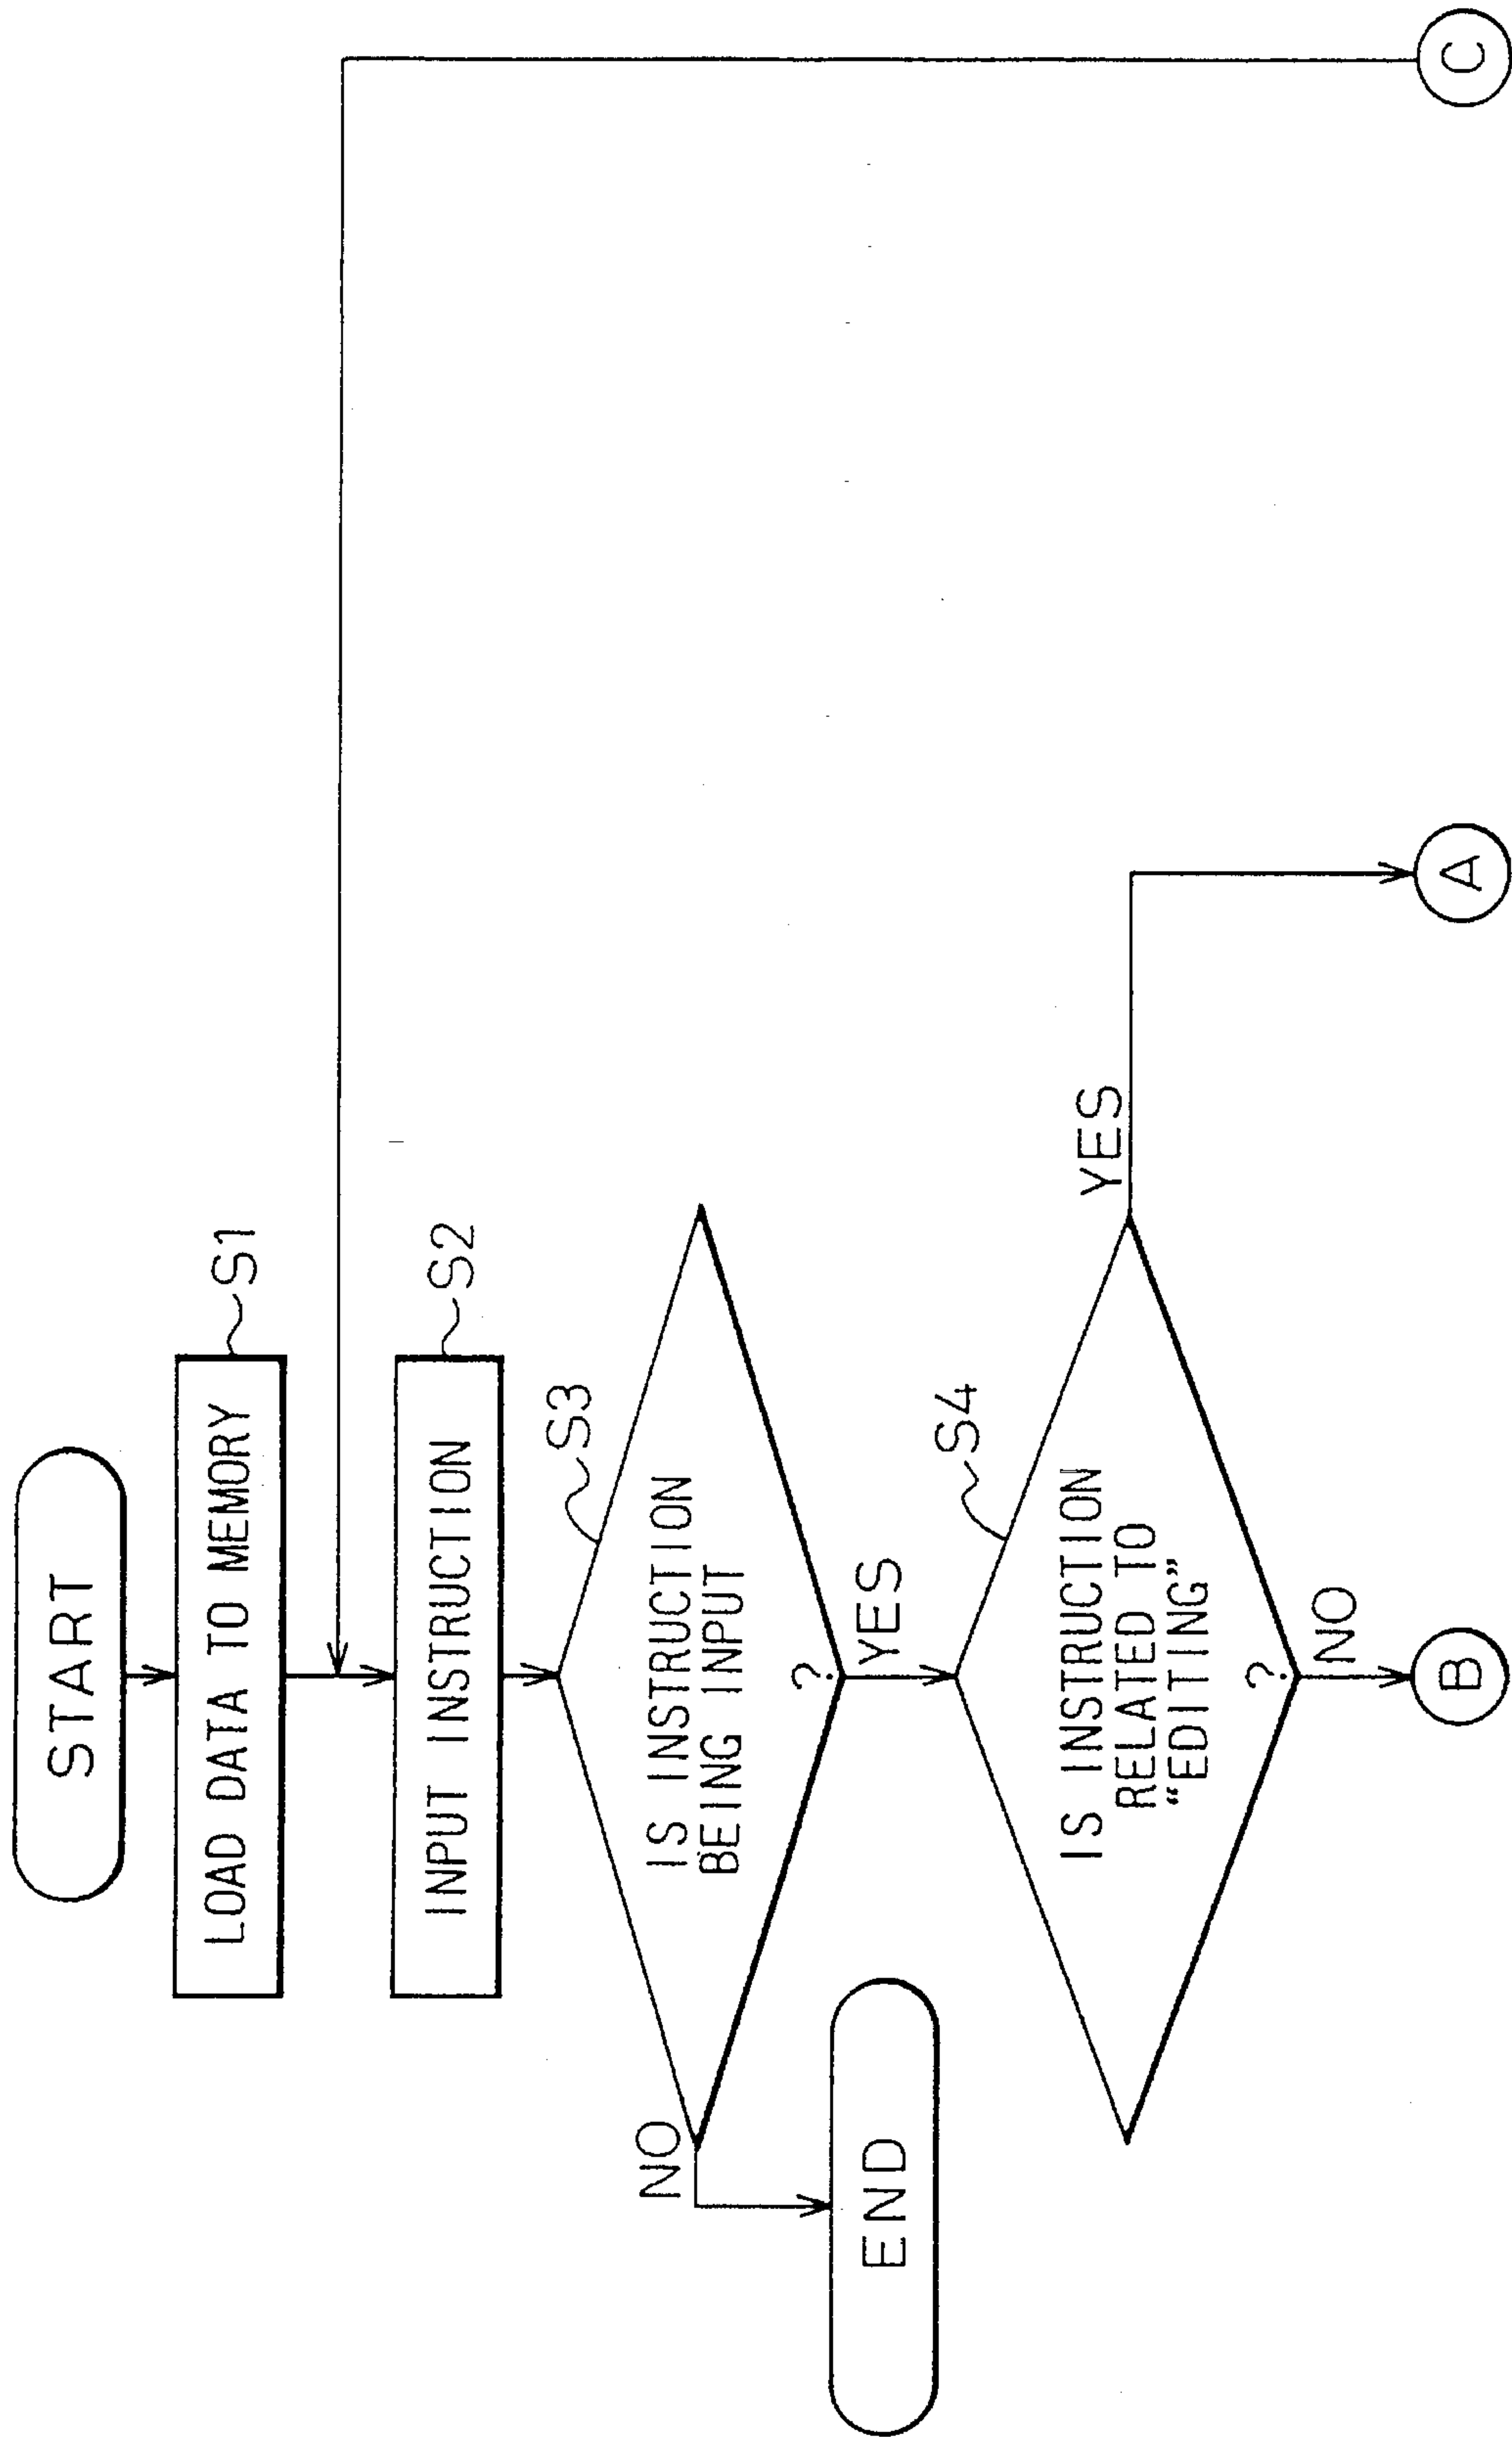 START
LOAD DATA TO MEMORY
S1
INPUT INSTRUCTION
S2
S3
IS INSTRUCTION
BEING INPUT
?
NO
YES
END
S4
IS INSTRUCTION
RELATED TO
“EDITING”
?
YES
NO
B
A
C